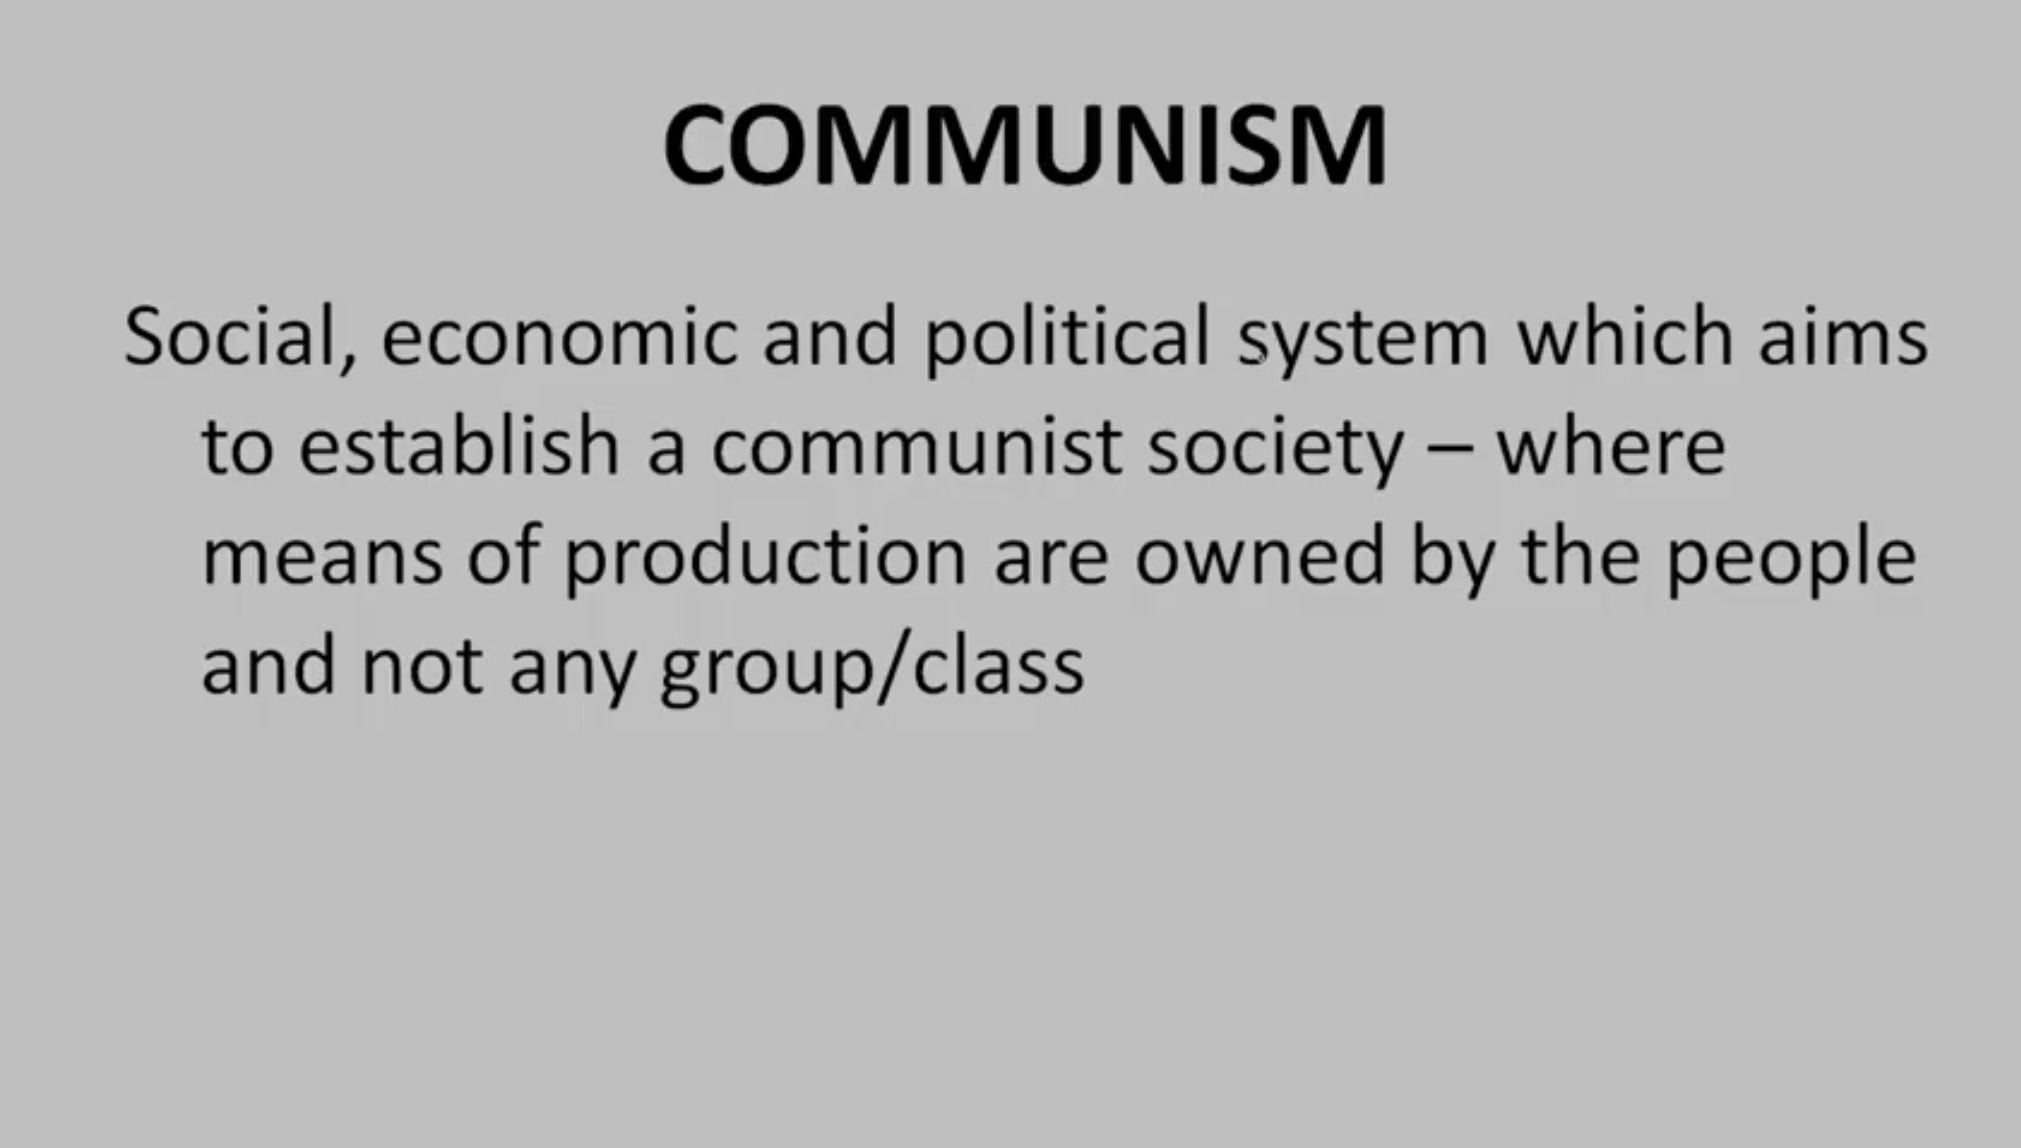 COMMUNISM
Social, economic and political system which aims
to establish a communist society – where
means of production are owned by the people
and not any group/class